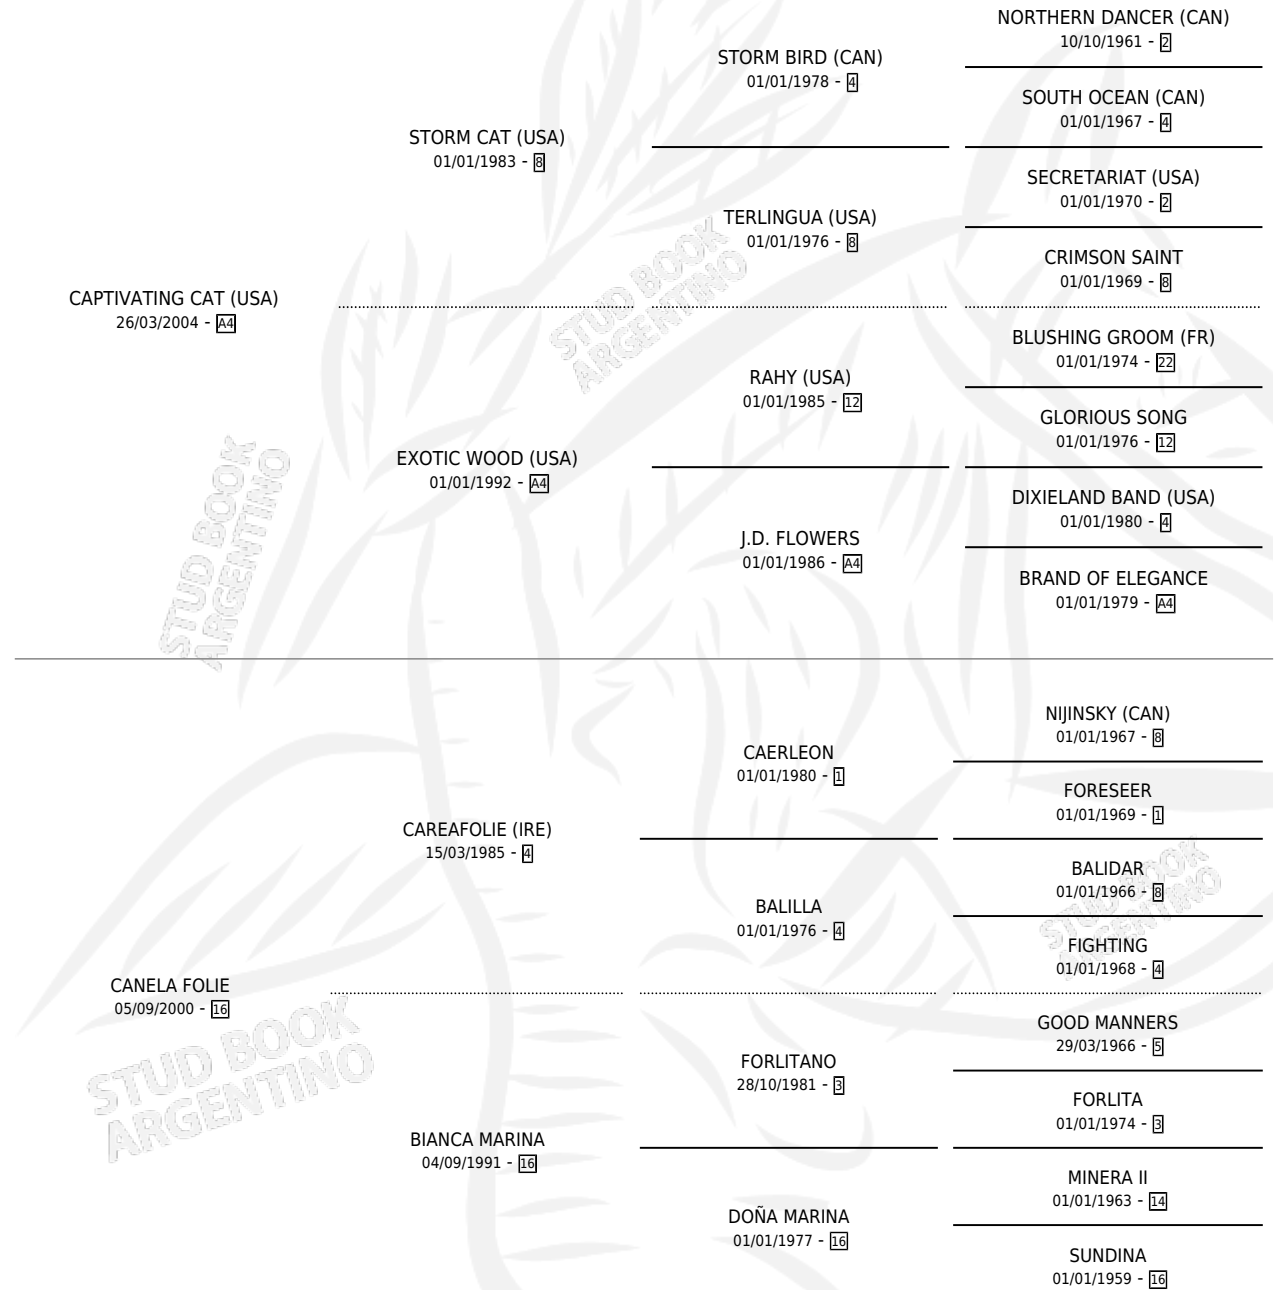 NORTHERN DANCER (CAN)
10/10/1961 - 2
STORM BIRD (CAN)
01/01/1978 - 4
SOUTH OCEAN (CAN)
01/01/1967 - 4
STORM CAT (USA)
01/01/1983 - 8
SECRETARIAT (USA)
01/01/1970 - 2
TERLINGUA (USA)
01/01/1976 - 8
CRIMSON SAINT
01/01/1969 - 8
CAPTIVATING CAT (USA)
26/03/2004 - A4
STUD BOOK
ARGENTINO
BLUSHING GROOM (FR)
01/01/1974 - 22
RAHY (USA)
01/01/1985 - 12
GLORIOUS SONG
01/01/1976 - 12
EXOTIC WOOD (USA)
01/01/1992 - A4
DIXIELAND BAND (USA)
01/01/1980 - 4
J.D. FLOWERS
01/01/1986 - A4
BRAND OF ELEGANCE
01/01/1979 - A4
STUD BOOK
ARGENTINO
NIJINSKY (CAN)
01/01/1967 - 8
CAERLEON
01/01/1980 - 1
FORESEER
01/01/1969 - 1
CAREAFOLIE (IRE)
15/03/1985 - 4
BALIDAR
01/01/1966 - 8
BALILLA
01/01/1976 - 4
FIGHTING
01/01/1968 - 4
STUD BOOK
ARGENTINO
CANELA FOLIE
05/09/2000 - 16
GOOD MANNERS
29/03/1966 - 5
FORLITANO
28/10/1981 - 3
FORLITA
01/01/1974 - 3
STUD BOOK
ARGENTINO
BIANCA MARINA
04/09/1991 - 16
MINERA II
01/01/1963 - 14
DOÑA MARINA
01/01/1977 - 16
SUNDINA
01/01/1959 - 16